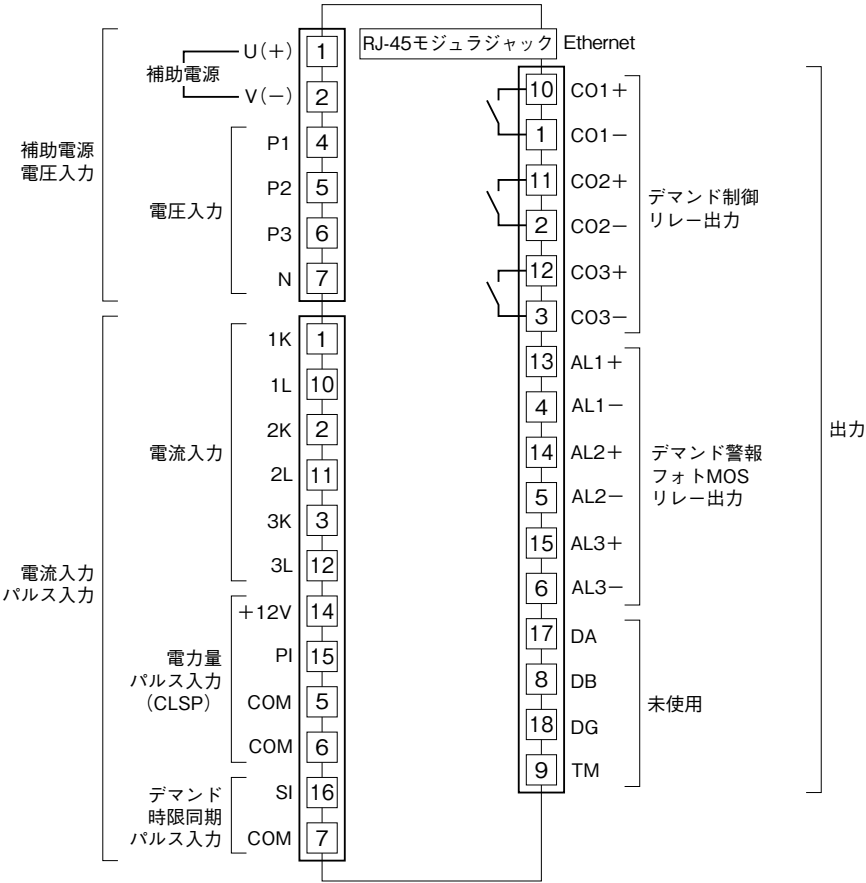 補助電源
電圧入力
補助電源
U（＋） 1
V（－） 2
電圧入力
P1 4
P2 5
P3 6
N 7
電流入力
パルス入力
電流入力
1K 1
1L 10
2K 2
2L 11
3K 3
3L 12
電力量
パルス入力
（CLSP）
＋12V 14
PI 15
COM 5
COM 6
デマンド
時限同期
パルス入力
SI 16
COM 7
RJ-45モジュラジャック Ethernet
10 CO1＋
1 CO1－
11 CO2＋
2 CO2－
12 CO3＋
3 CO3－
デマンド制御
リレー出力
13 AL1＋
4 AL1－
14 AL2＋
5 AL2－
15 AL3＋
6 AL3－
デマンド警報
フォトMOS
リレー出力
17 DA
8 DB
18 DG
9 TM
未使用
出力